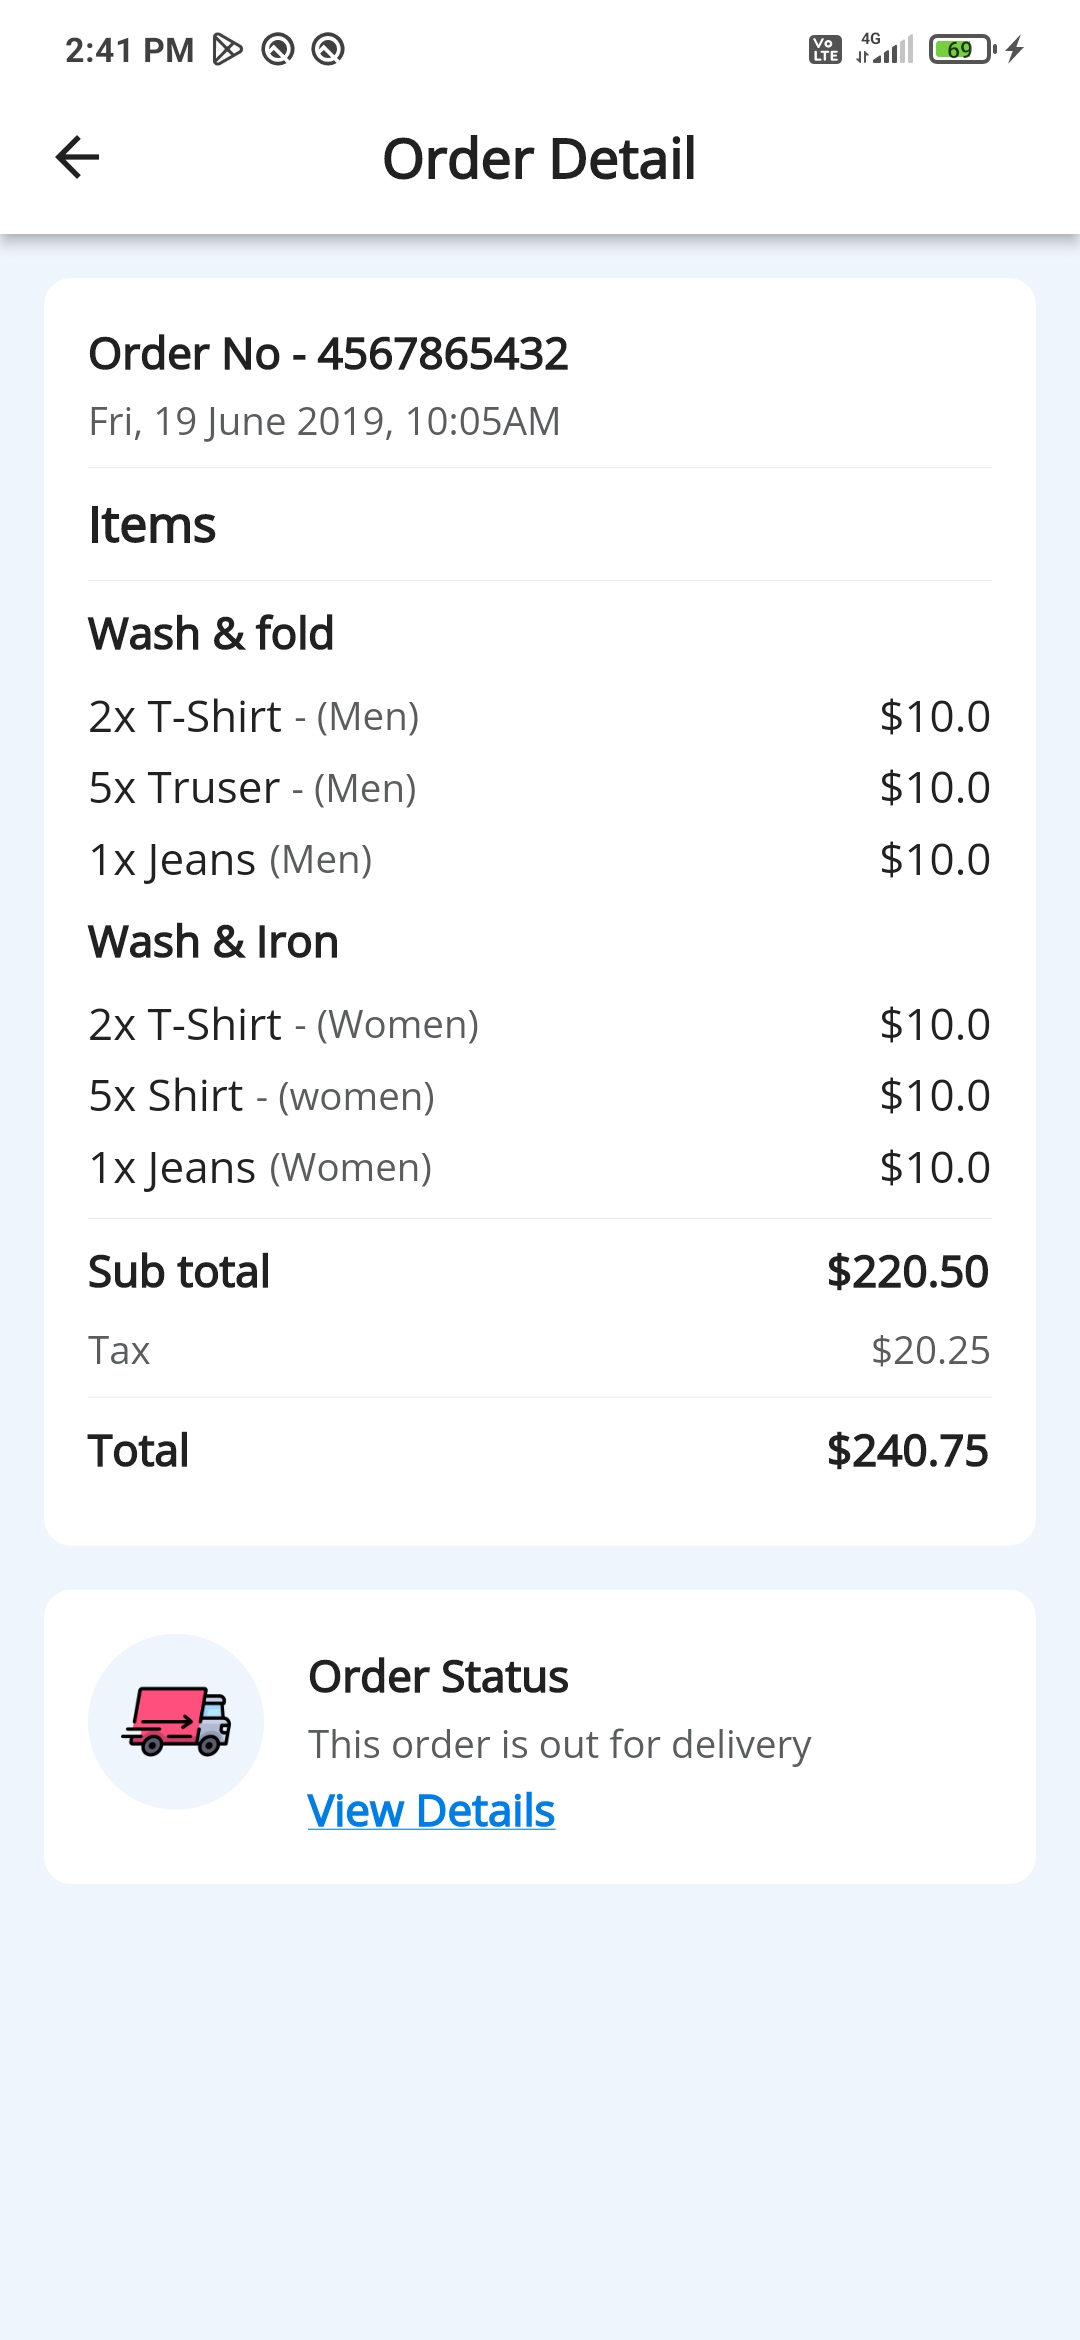 2:41 PM
Vo LTE 4G 69
Order Detail
Order No - 4567865432
Fri, 19 June 2019, 10:05AM
Items
Wash & fold
2x T-Shirt - (Men) $10.0
5x Truser - (Men) $10.0
1x Jeans (Men) $10.0
Wash & Iron
2x T-Shirt - (Women) $10.0
5x Shirt - (women) $10.0
1x Jeans (Women) $10.0
Sub total $220.50
Tax $20.25
Total $240.75
Order Status
This order is out for delivery
View Details